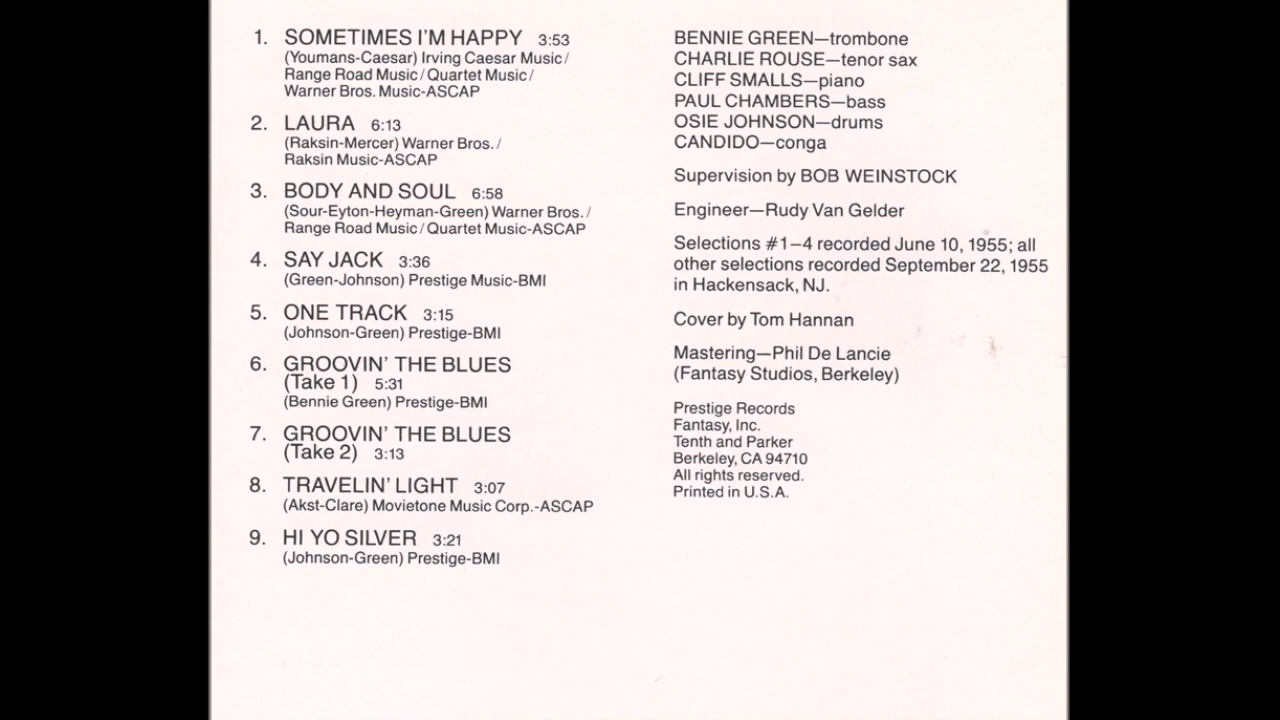 1. SOMETIMES I'M HAPPY 3:53
(Youmans-Caesar) Irving Caesar Music/
Range Road Music/Quartet Music/
Warner Bros. Music-ASCAP
2. LAURA 6:13
(Raksin-Mercer) Warner Bros./
Raksin Music-ASCAP
3. BODY AND SOUL 6:58
(Sour-Eyton-Heyman-Green) Warner Bros./
Range Road Music/Quartet Music-ASCAP
4. SAY JACK 3:36
(Green-Johnson) Prestige Music-BMI
5. ONE TRACK 3:15
(Johnson-Green) Prestige-BMI
6. GROOVIN' THE BLUES
(Take 1) 5:31
(Bennie Green) Prestige-BMI
7. GROOVIN' THE BLUES
(Take 2) 3:13
8. TRAVELIN' LIGHT 3:07
(Akst-Clare) Movietone Music Corp.-ASCAP
9. HI YO SILVER 3:21
(Johnson-Green) Prestige-BMI
BENNIE GREEN—trombone
CHARLIE ROUSE—tenor sax
CLIFF SMALLS—piano
PAUL CHAMBERS—bass
OSIE JOHNSON—drums
CANDIDO—conga
Supervision by BOB WEINSTOCK
Engineer—Rudy Van Gelder
Selections #1–4 recorded June 10, 1955; all
other selections recorded September 22, 1955
in Hackensack, NJ.
Cover by Tom Hannan
Mastering—Phil De Lancie
(Fantasy Studios, Berkeley)
Prestige Records
Fantasy, Inc.
Tenth and Parker
Berkeley, CA 94710
All rights reserved.
Printed in U.S.A.